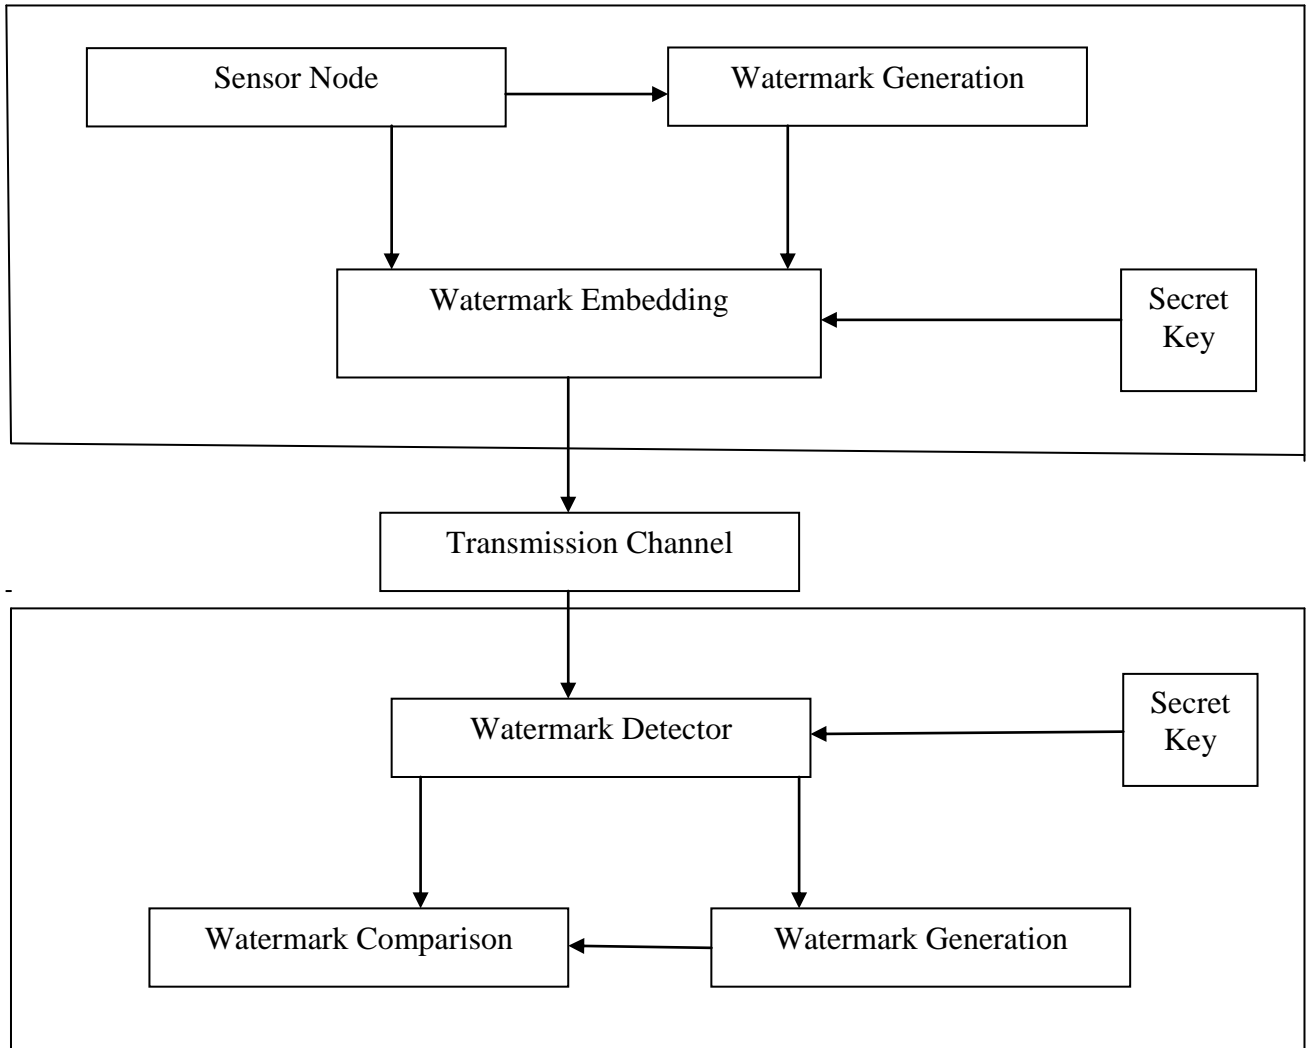 Sensor Node
Watermark Generation
Watermark Embedding
Secret
Key
Transmission Channel
Watermark Detector
Secret
Key
Watermark Comparison
Watermark Generation